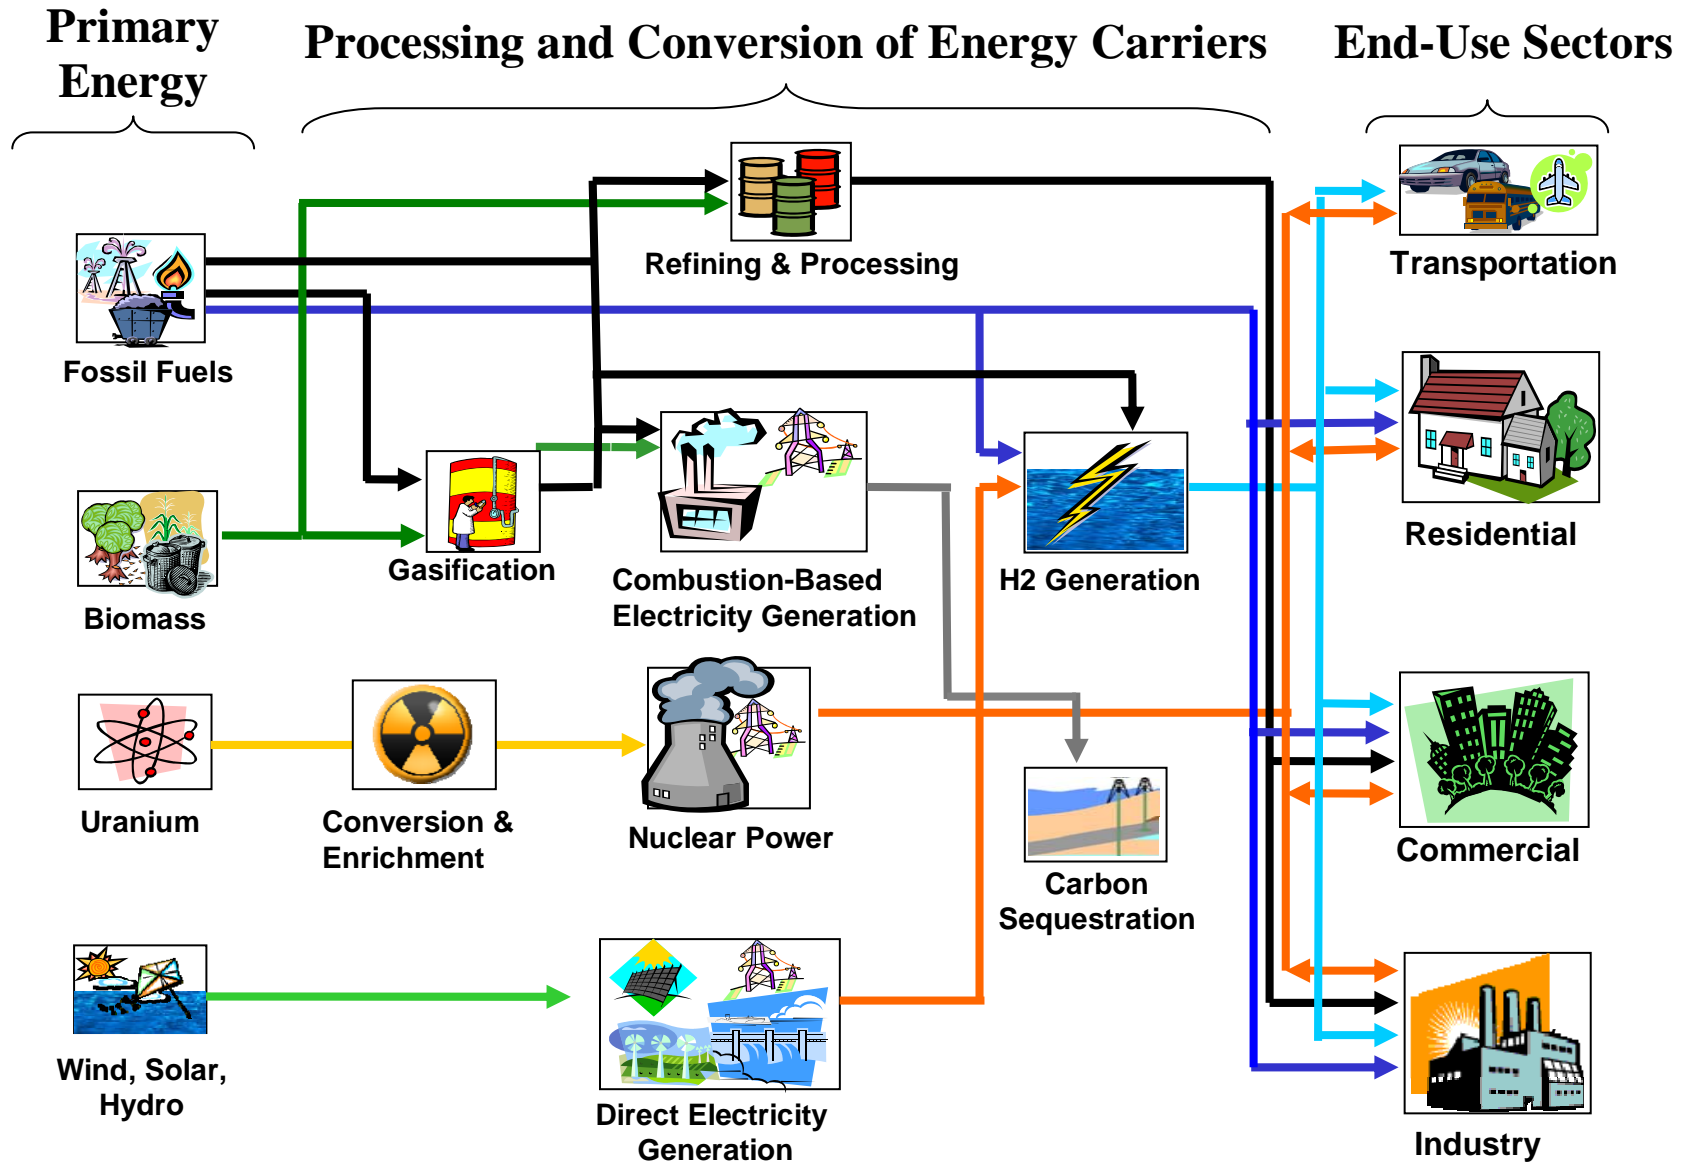 Primary
Energy
Processing and Conversion of Energy Carriers
End-Use Sectors
Refining & Processing
Transportation
Fossil Fuels
Gasification
Combustion-Based
Electricity Generation
H2 Generation
Residential
Biomass
Uranium
Conversion &
Enrichment
Nuclear Power
Carbon
Sequestration
Commercial
Wind, Solar,
Hydro
Direct Electricity
Generation
Industry